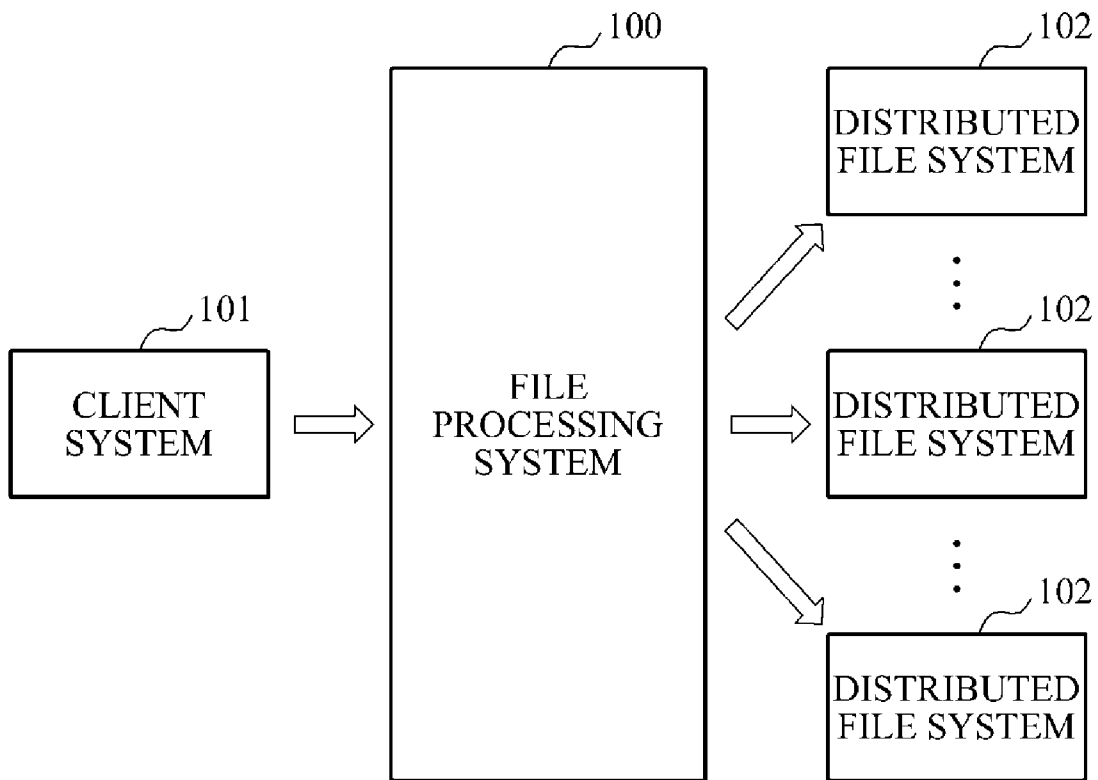 100
102
DISTRIBUTED
FILE SYSTEM
101
CLIENT
SYSTEM
FILE
PROCESSING
SYSTEM
102
DISTRIBUTED
FILE SYSTEM
102
DISTRIBUTED
FILE SYSTEM